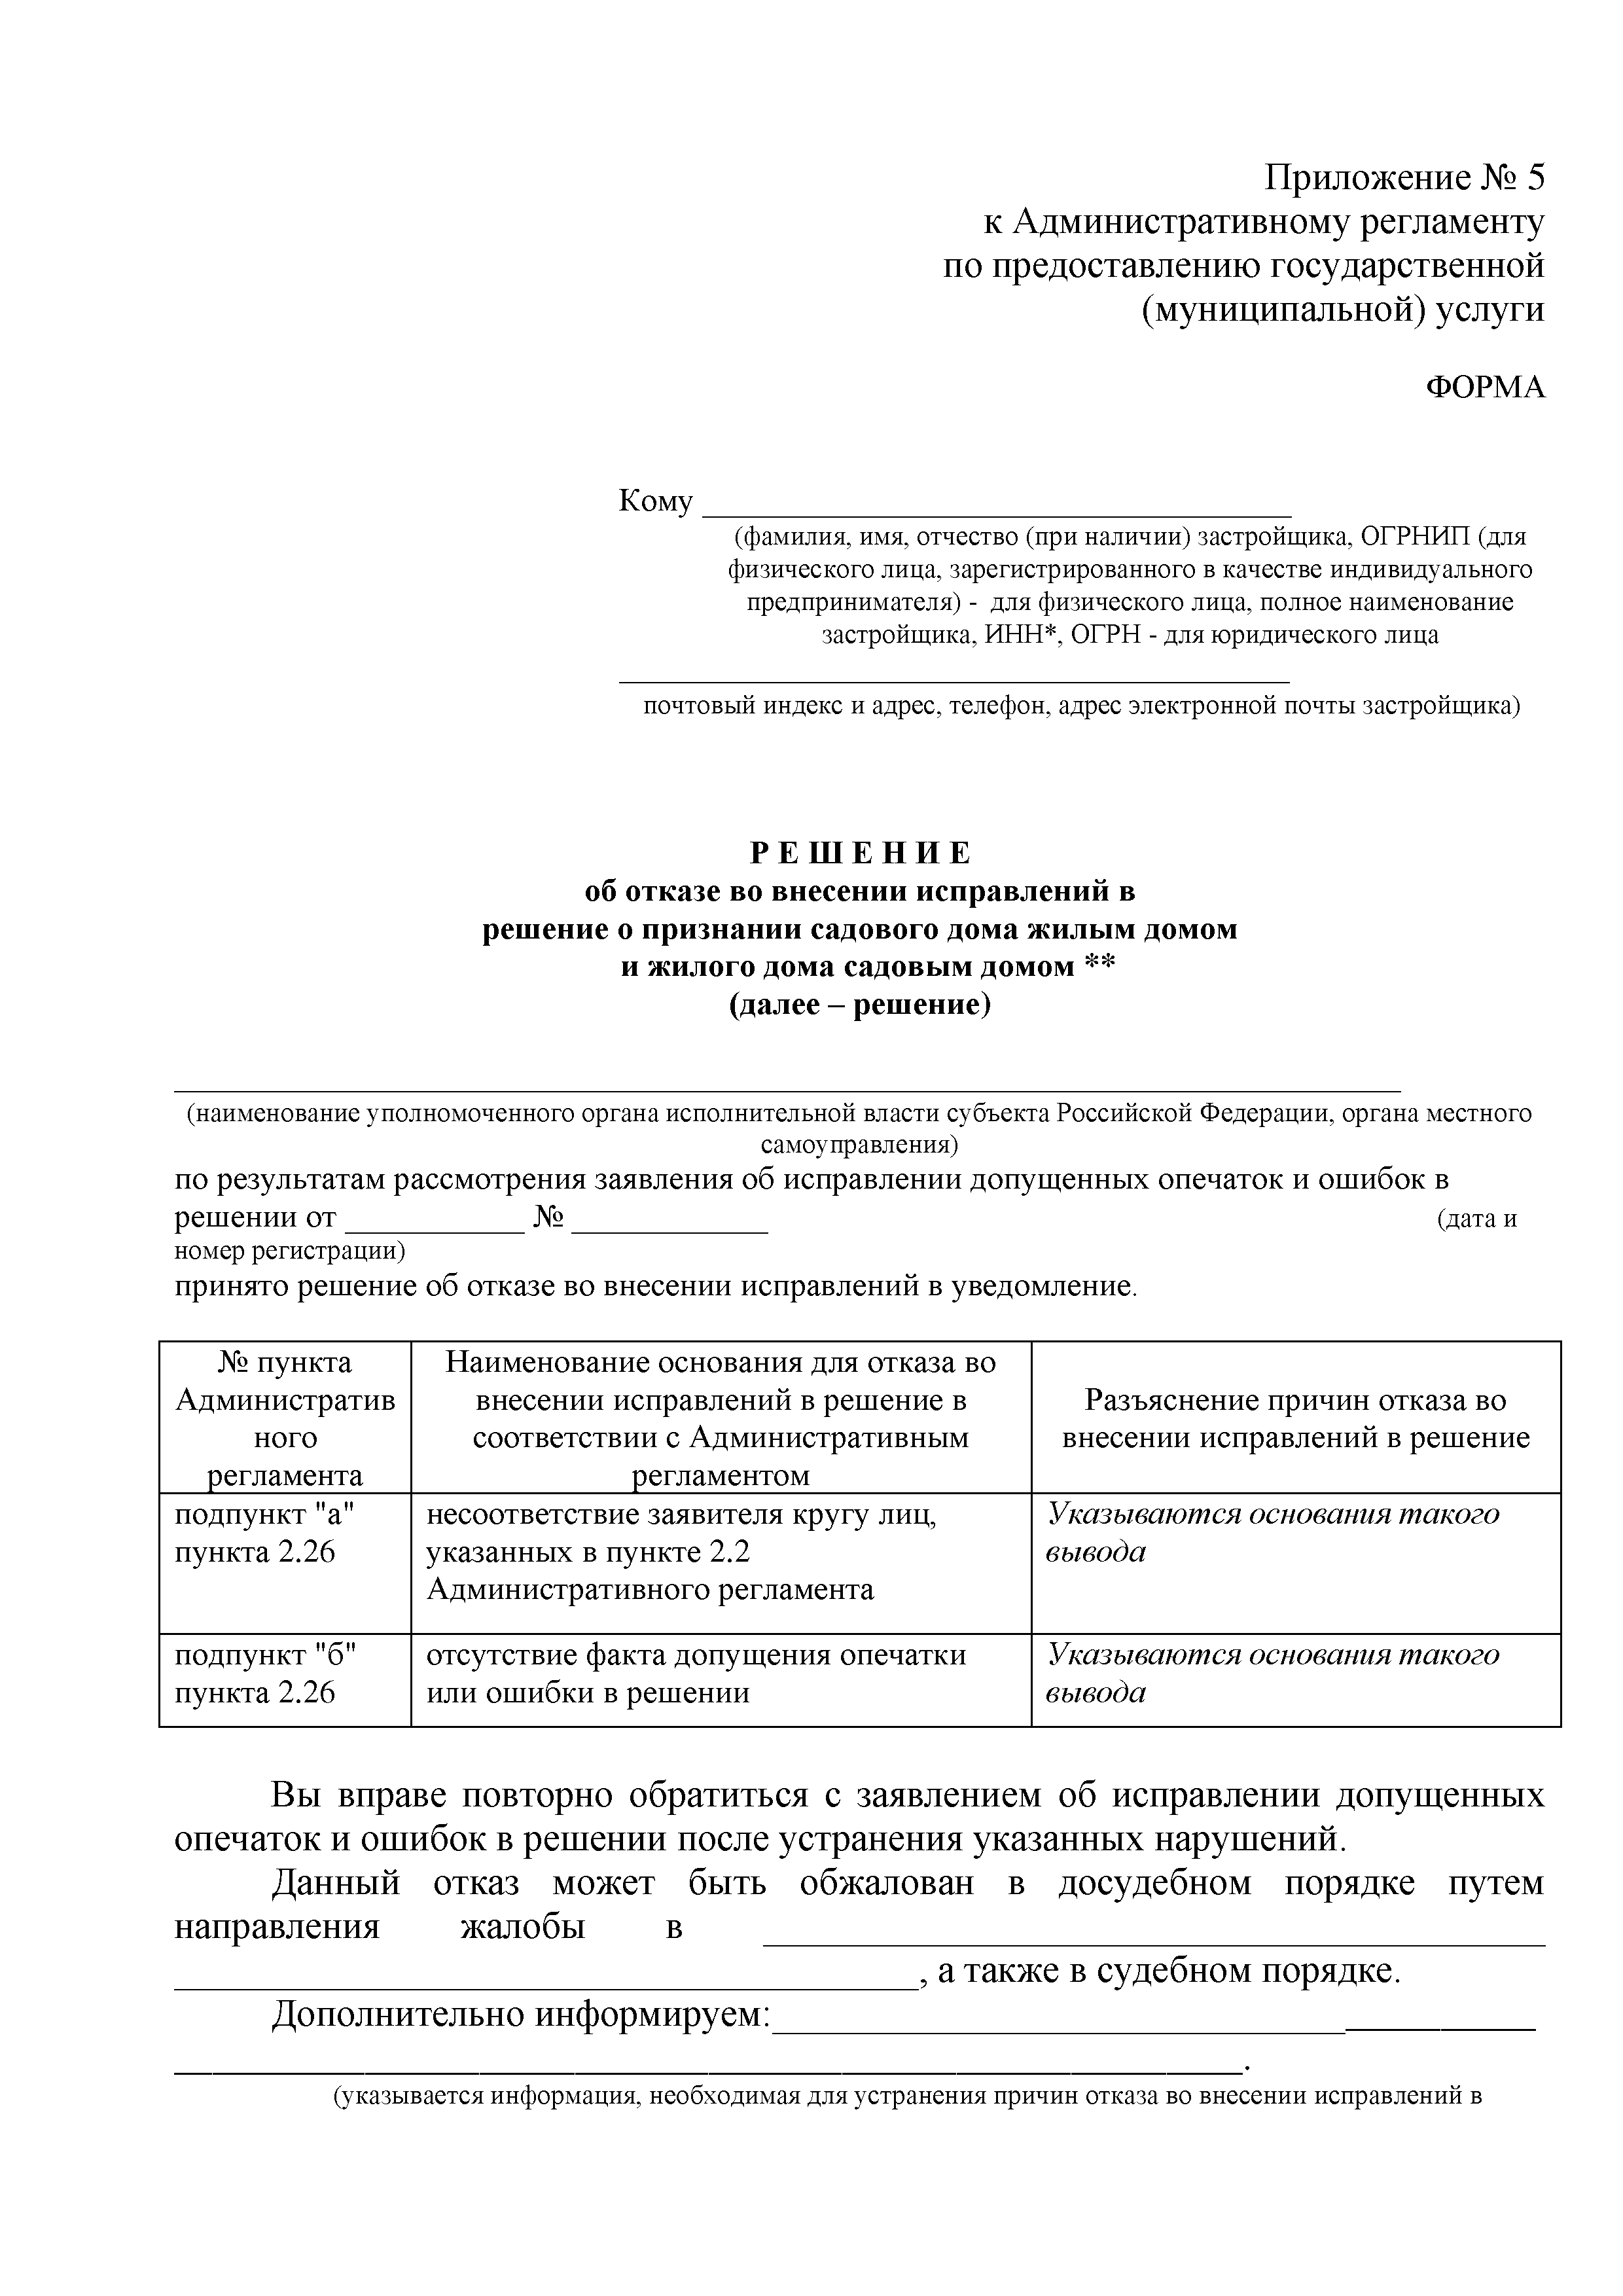 Приложение № 5
к Административному регламенту
по предоставлению государственной
(муниципальной) услуги
ФОРМА
Кому _______________________________________
(фамилия, имя, отчество (при наличии) застройщика, ОГРНИП (для
физического лица, зарегистрированного в качестве индивидуального
предпринимателя) - для физического лица, полное наименование
застройщика, ИНН*, ОГРН - для юридического лица
_______________________________________
почтовый индекс и адрес, телефон, адрес электронной почты застройщика)
Р Е Ш Е Н И Е
об отказе во внесении исправлений в
решение о признании садового дома жилым домом
и жилого дома садовым домом **
(далее – решение)
_______________________________________
(наименование уполномоченного органа исполнительной власти субъекта Российской Федерации, органа местного
самоуправления)
по результатам рассмотрения заявления об исправлении допущенных опечаток и ошибок в
решении от ___________ № ____________ (дата и
номер регистрации)
принято решение об отказе во внесении исправлений в уведомление.
№ пункта
Административ
ного
регламента
Наименование основания для отказа во
внесении исправлений в решение в
соответствии с Административным
регламентом
Разъяснение причин отказа во
внесении исправлений в решение
подпункт "а"
пункта 2.26
несоответствие заявителя кругу лиц,
указанных в пункте 2.2
Административного регламента
Указываются основания такого
вывода
подпункт "б"
пункта 2.26
отсутствие факта допущения опечатки
или ошибки в решении
Указываются основания такого
вывода
Вы вправе повторно обратиться с заявлением об исправлении допущенных
опечаток и ошибок в решении после устранения указанных нарушений.
Данный отказ может быть обжалован в досудебном порядке путем
направления жалобы в _______________________________________
_______________________________________, а также в судебном порядке.
Дополнительно информируем:_______________________________________
_______________________________________.
(указывается информация, необходимая для устранения причин отказа во внесении исправлений в